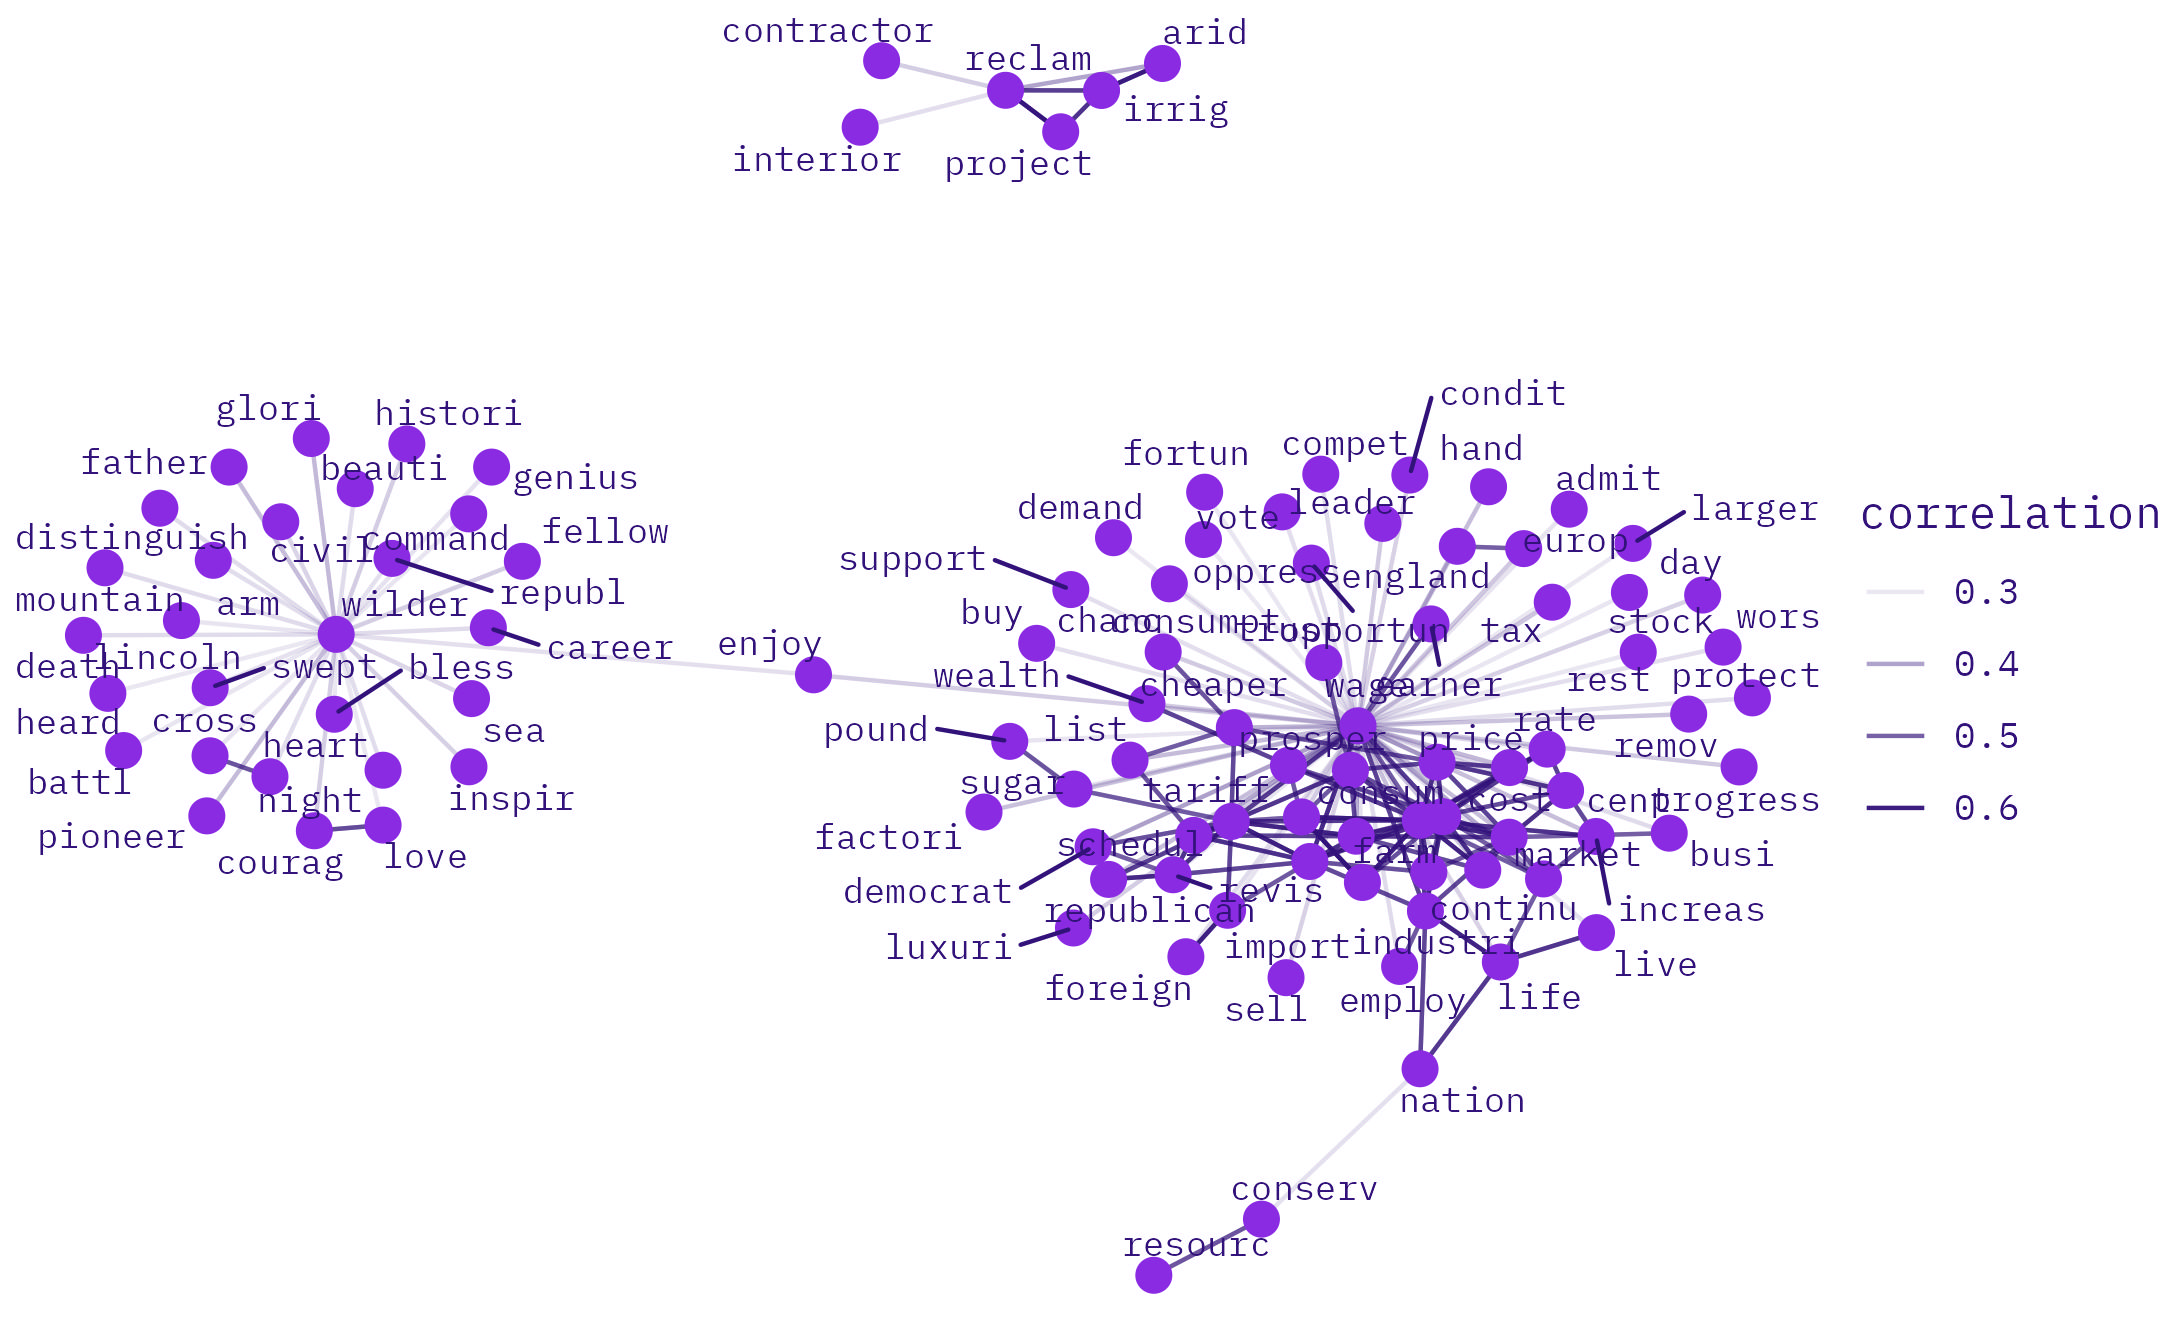 contractor
reclam
arid
irrig
interior
project
condit
glori
histori
compet
hand
father
beauti
genius
fortun
admit
demand
leader
vote
larger
correlation
distinguish
civil
command
fellow
europ
support
oppress
england
day
0.3
mountain
arm
wilder
republ
buy
chanc
consumpt
trust
opportun
tax
stock
wors
career
enjoy
death
lincoln
swept
bless
wealth
cheaper
wage
earner
rest
protect
0.4
heard
cross
sea
pound
list
prosper
price
rate
remov
0.5
heart
battl
night
inspir
sugar
tariff
consum
cost
cent
progress
0.6
pioneer
courag
love
factori
schedul
farm
market
busi
democrat
revis
republican
continu
increas
luxuri
import
industri
live
foreign
sell
employ
life
nation
conserv
resourc